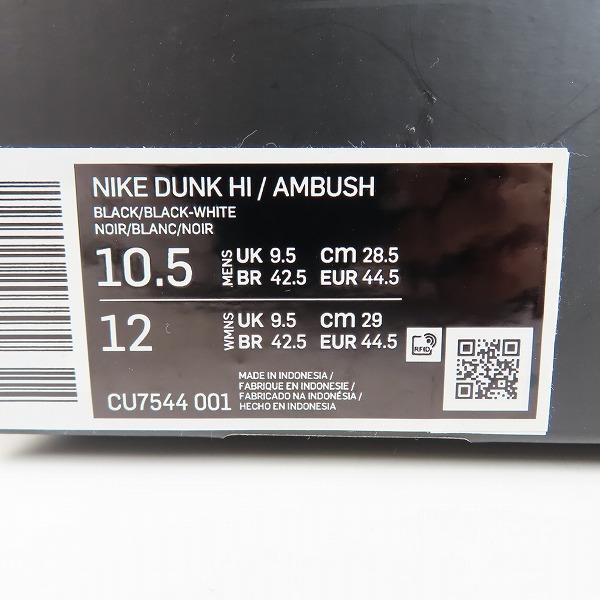 NIKE DUNK HI / AMBUSH
BLACK/BLACK-WHITE
NOIR/BLANC/NOIR
10.5 MENS UK 9.5 cm 28.5
BR 42.5 EUR 44.5
12 WMNS UK 9.5 cm 29
BR 42.5 EUR 44.5
RFID
CU7544 001
MADE IN INDONESIA /
FABRIQUE EN INDONESIE /
FABRICADO NA INDONÉSIA /
HECHO EN INDONESIA